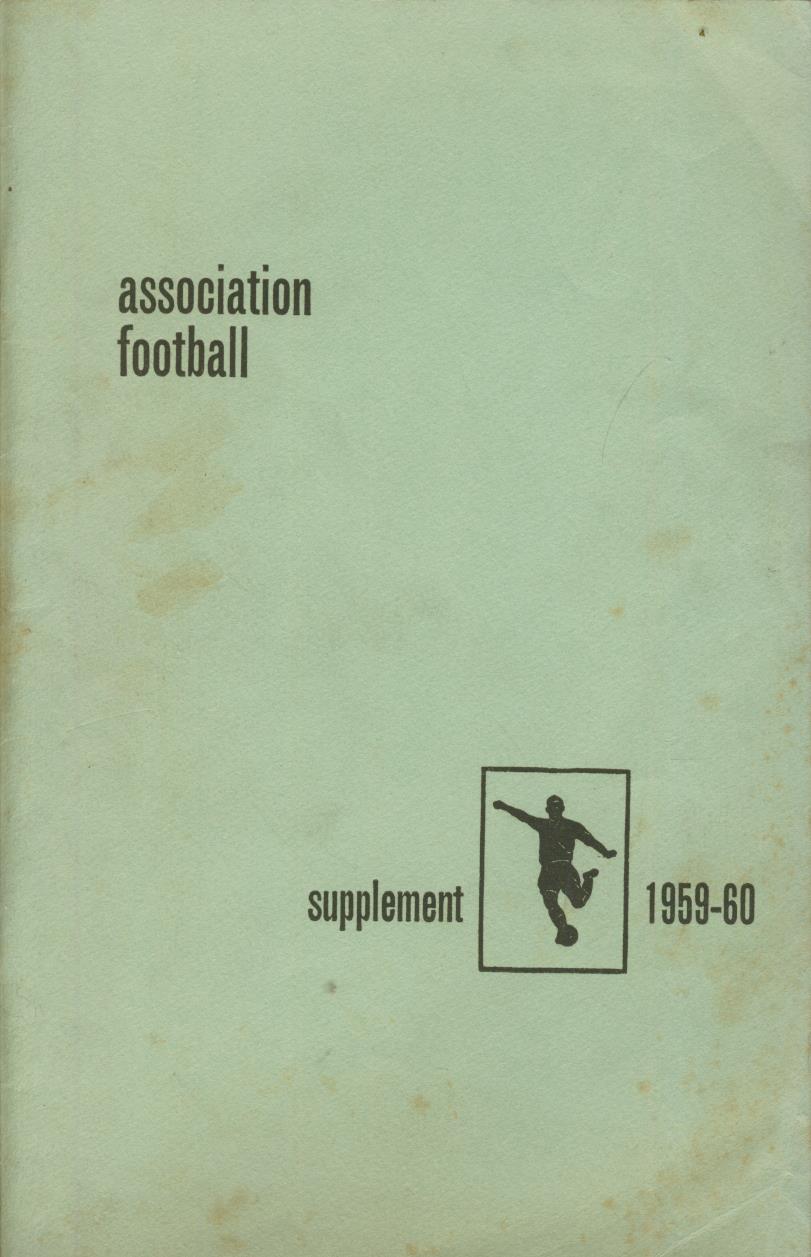 association
football
supplement 1959-60